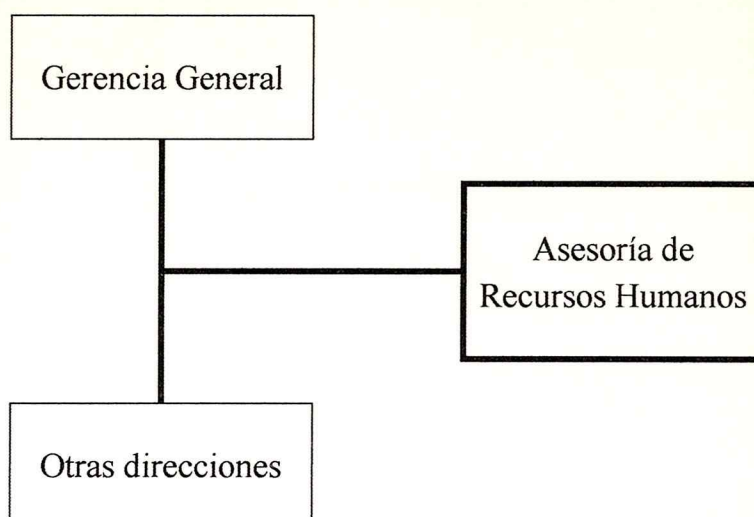 Gerencia General
Asesoría de
Recursos Humanos
Otras direcciones